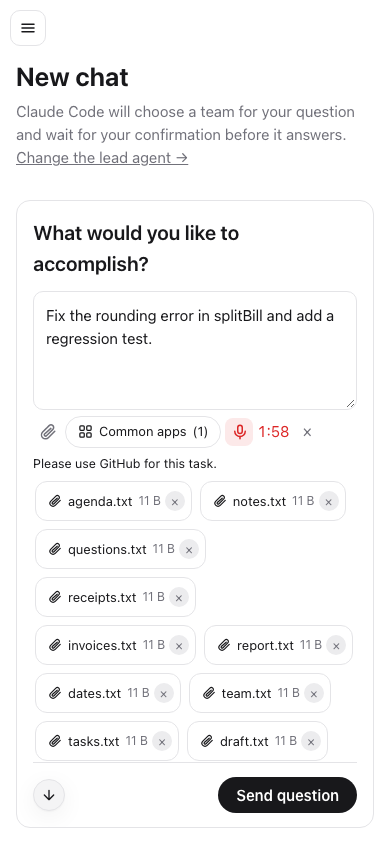 New chat
Claude Code will choose a team for your question
and wait for your confirmation before it answers.
Change the lead agent →
What would you like to
accomplish?
Fix the rounding error in splitBill and add a
regression test.
Common apps (1) 1:58 ×
Please use GitHub for this task.
agenda.txt 11 B × notes.txt 11 B ×
questions.txt 11 B ×
receipts.txt 11 B ×
invoices.txt 11 B × report.txt 11 B ×
dates.txt 11 B × team.txt 11 B ×
tasks.txt 11 B × draft.txt 11 B ×
Send question